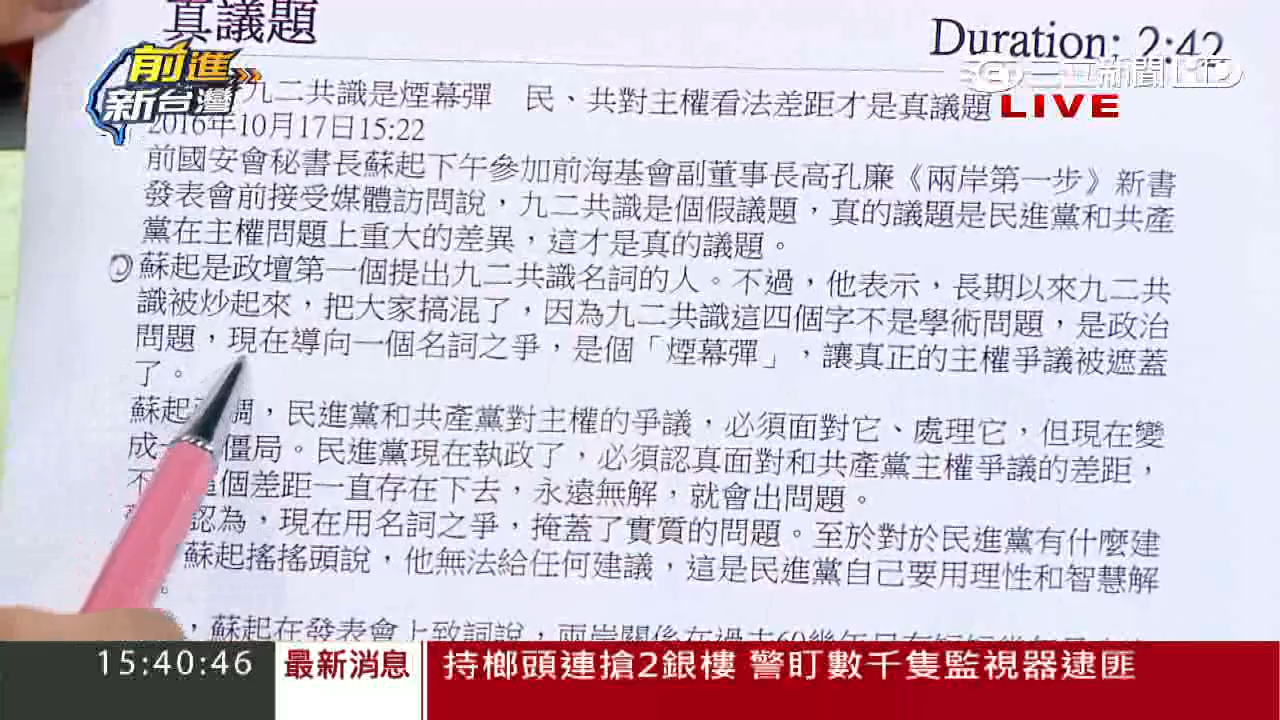 真議題
Duration: 2:42
前進
新台灣
三立新聞HD
LIVE
九二共識是煙幕彈 民、共對主權看法差距才是真議題
2016年10月17日15:22
前國安會秘書長蘇起下午參加前海基會副董事長高孔廉《兩岸第一步》新書
發表會前接受媒體訪問說，九二共識是個假議題，真的議題是民進黨和共產
黨在主權問題上重大的差異，這才是真的議題。
蘇起是政壇第一個提出九二共識名詞的人。不過，他表示，長期以來九二共
識被炒起來，把大家搞混了，因為九二共識這四個字不是學術問題，是政治
問題，現在導向一個名詞之爭，是個「煙幕彈」，讓真正的主權爭議被遮蓋
了。
蘇起 調，民進黨和共產黨對主權的爭議，必須面對它、處理它，但現在變
成 僵局。民進黨現在執政了，必須認真面對和共產黨主權爭議的差距，
不 這個差距一直存在下去，永遠無解，就會出問題。
認為，現在用名詞之爭，掩蓋了實質的問題。至於對於民進黨有什麼建
蘇起搖搖頭說，他無法給任何建議，這是民進黨自己要用理性和智慧解
。
，蘇起在發表會上致詞說，兩岸關係在過去60幾年只有短短幾年
15:40:46
最新消息
持榔頭連搶2銀樓 警盯數千隻監視器逮匪